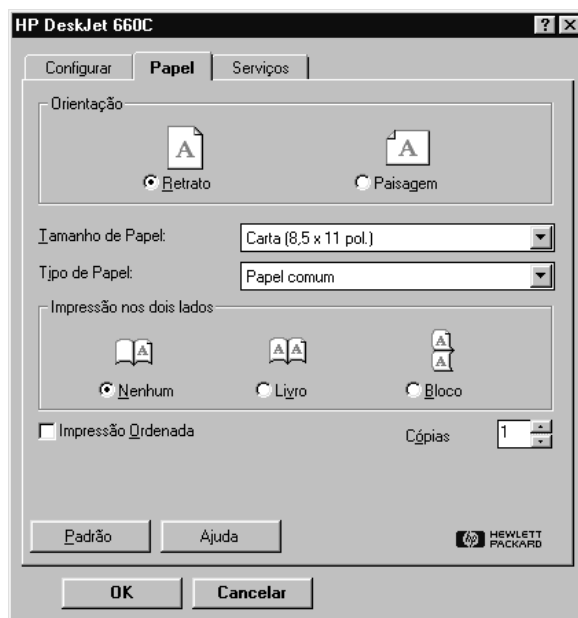 HP DeskJet 660C
Configurar Papel Serviços
Orientação
A A
Retrato Paisagem
Tamanho de Papel: Carta (8,5 x 11 pol.)
Tipo de Papel: Papel comum
Impressão nos dois lados
A A A A A
Nenhum Livro Bloco
Impressão Ordenada Cópias 1
Padrão Ajuda hp HEWLETT PACKARD
OK Cancelar